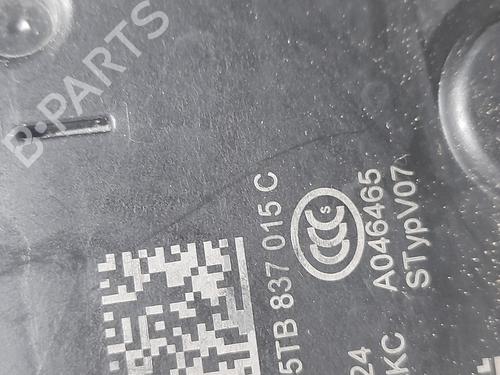 B-PARTS
5TB 837 015 C
CCC S
A046465
STypV07
24
KC